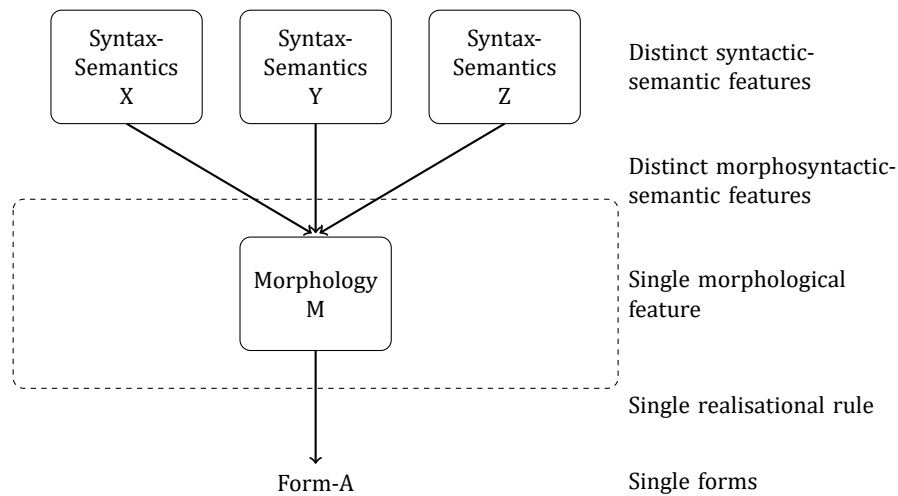 Syntax-
Semantics
X
Syntax-
Semantics
Y
Syntax-
Semantics
Z
Distinct syntactic-
semantic features
Distinct morphosyntactic-
semantic features
Morphology
M
Single morphological
feature
Single realisational rule
Form-A
Single forms